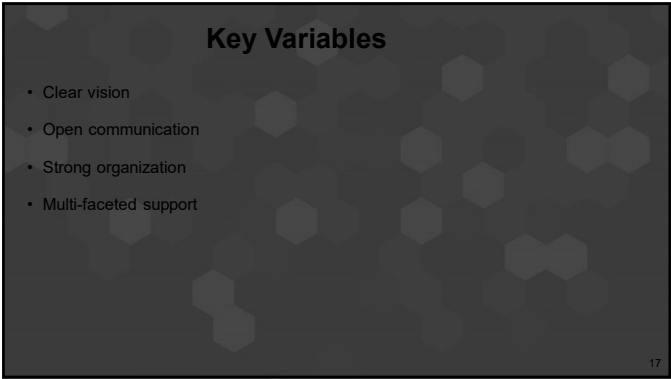 Key Variables
• Clear vision
• Open communication
• Strong organization
• Multi-faceted support
17